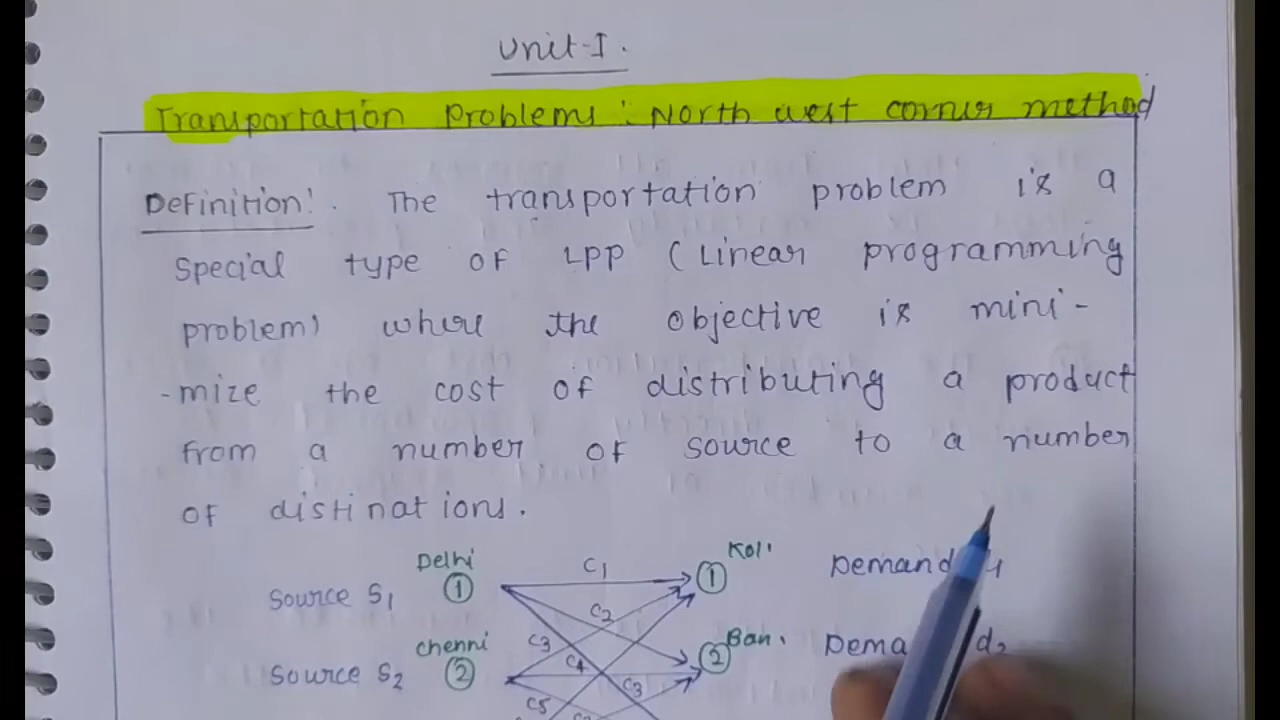 Unit-I.
Transportation Problems : North west corner method
Definition: The transportation problem is a
special type of LPP (Linear programming
problem) where the objective is mini-
-mize the cost of distributing a product
from a number of source to a number
of distinations.
Delhi C1 Kol.
Source S1 1 1 Demand
C2
Chenni C3 Ban.
Source S2 2 C4 2 d2
C3
C5